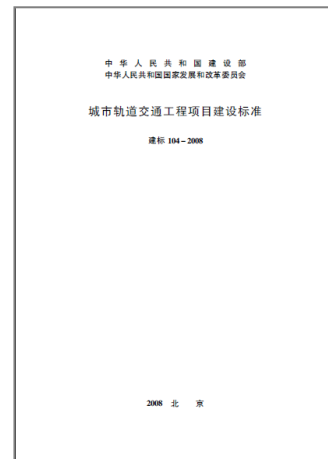 中华人民共和国建设部
中华人民共和国国家发展和改革委员会
城市轨道交通工程项目建设标准
建标 104－2008
2008 北 京